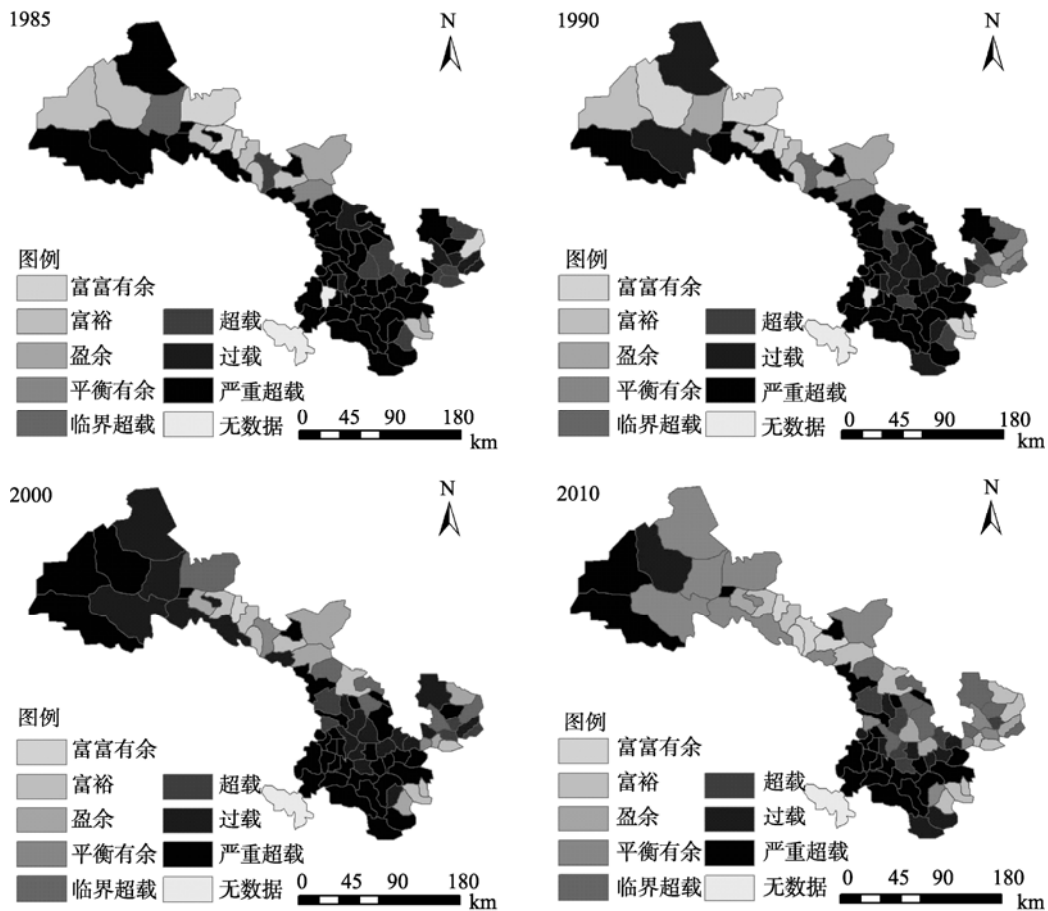 1985
N
图例
富富有余
富裕
超载
盈余
过载
平衡有余
严重超载
临界超载
无数据
0 45 90 180
km
1990
N
图例
富富有余
富裕
超载
盈余
过载
平衡有余
严重超载
临界超载
无数据
0 45 90 180
km
2000
N
图例
富富有余
富裕
超载
盈余
过载
平衡有余
严重超载
临界超载
无数据
0 45 90 180
km
2010
N
图例
富富有余
富裕
超载
盈余
过载
平衡有余
严重超载
临界超载
无数据
0 45 90 180
km